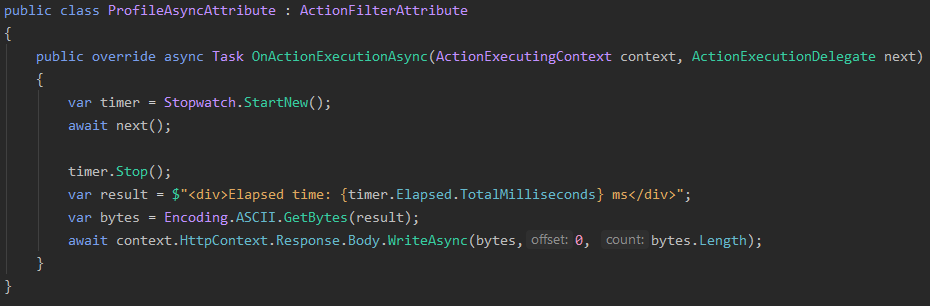 public class ProfileAsyncAttribute : ActionFilterAttribute
{
public override async Task OnActionExecutionAsync(ActionExecutingContext context, ActionExecutionDelegate next)
{
var timer = Stopwatch.StartNew();
await next();
timer.Stop();
var result = $"<div>Elapsed time: {timer.Elapsed.TotalMilliseconds} ms</div>";
var bytes = Encoding.ASCII.GetBytes(result);
await context.HttpContext.Response.Body.WriteAsync(bytes, offset: 0, count: bytes.Length);
}
}